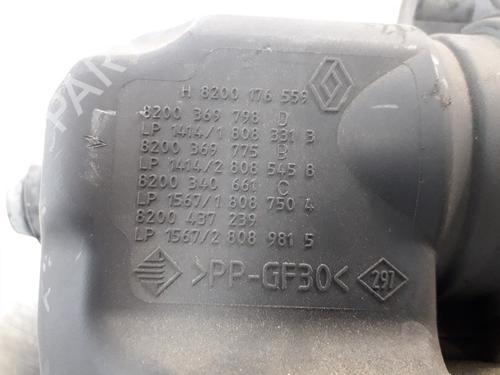 H 8200 176 559
8200 369 798 D
LP 1414/1 808 331 3
8200 369 775 B
LP 1414/2 808 545 8
8200 340 661 C
LP 1567/1 808 750 4
8200 437 239
LP 1567/2 808 981 5
>PP-GF30< 297